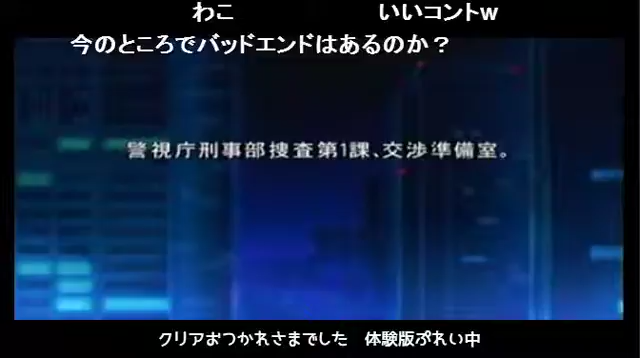 わこ いいコントw
今のところでバッドエンドはあるのか？
警視庁刑事部捜査第1課、交渉準備室。
クリアおつかれさまでした 体験版ぷれい中